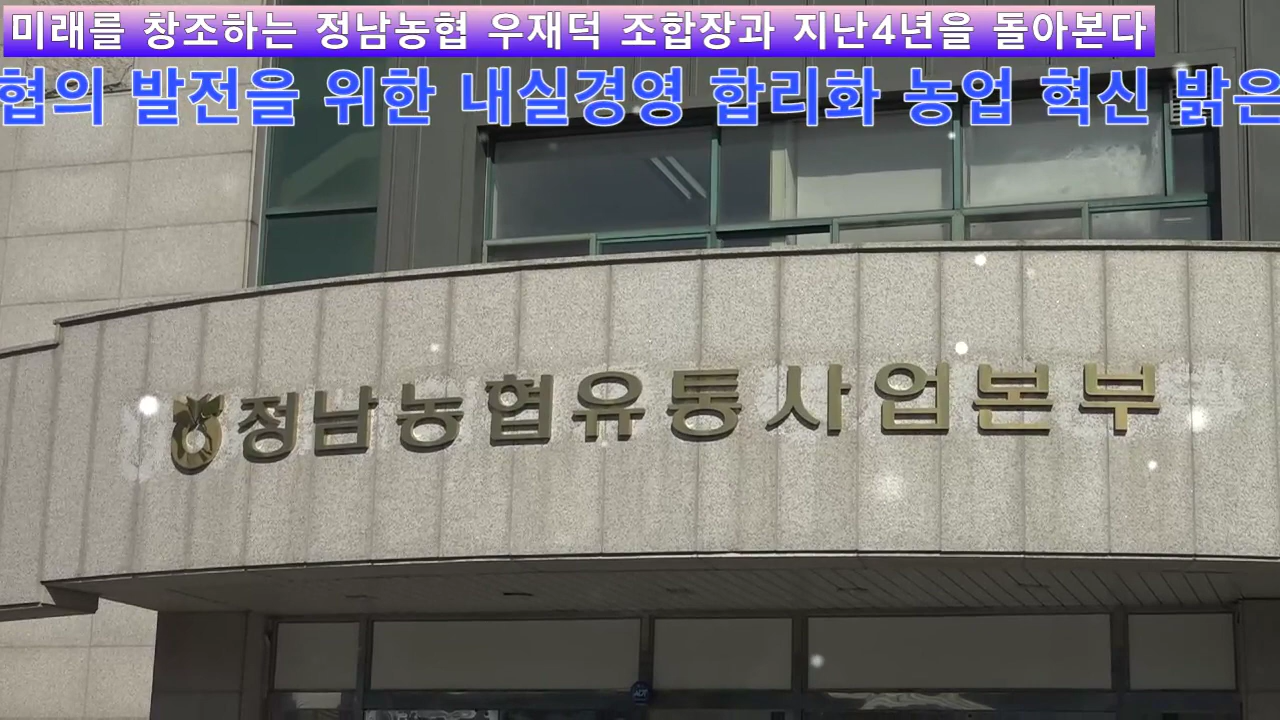 미래를 창조하는 정남농협 우재덕 조합장과 지난4년을 돌아본다
협의 발전을 위한 내실경영 합리화 농업 혁신 밝은
정남농협유통사업본부
ADT